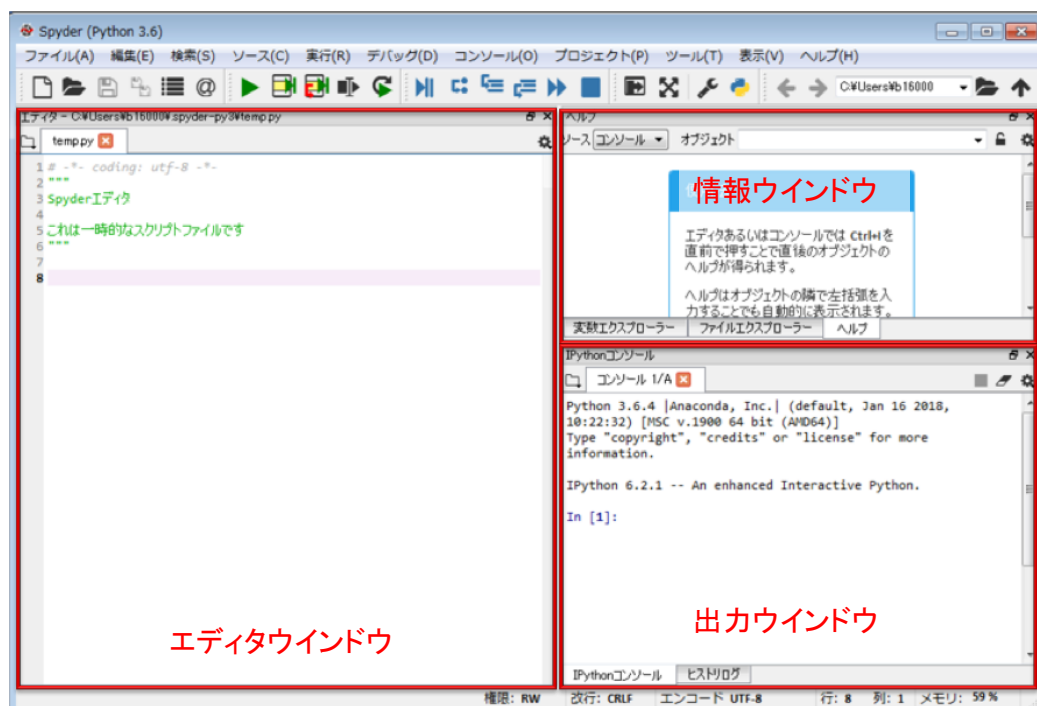 Spyder (Python 3.6)
ファイル(A) 編集(E) 検索(S) ソース(C) 実行(R) デバッグ(D) コンソール(O) プロジェクト(P) ツール(T) 表示(V) ヘルプ(H)
C:¥Users¥b16000
エディタ - C:¥Users¥b16000¥.spyder-py3¥temp.py
temp.py
1 # -*- coding: utf-8 -*-
2 """
3 Spyderエディタ
4
5 これは一時的なスクリプトファイルです
6 """
7
8
エディタウインドウ
ヘルプ
ソース コンソール オブジェクト
情報ウインドウ
エディタあるいはコンソールでは Ctrl+Iを
直前で押すことで直後のオブジェクトの
ヘルプが得られます。
ヘルプはオブジェクトの隣で左括弧を入
力することでも自動的に表示されます。
変数エクスプローラー ファイルエクスプローラー ヘルプ
IPythonコンソール
コンソール 1/A
Python 3.6.4 |Anaconda, Inc.| (default, Jan 16 2018,
10:22:32) [MSC v.1900 64 bit (AMD64)]
Type "copyright", "credits" or "license" for more
information.
IPython 6.2.1 -- An enhanced Interactive Python.
In [1]:
出力ウインドウ
IPythonコンソール ヒストリログ
権限: RW 改行: CRLF エンコード UTF-8 行: 8 列: 1 メモリ: 59 %